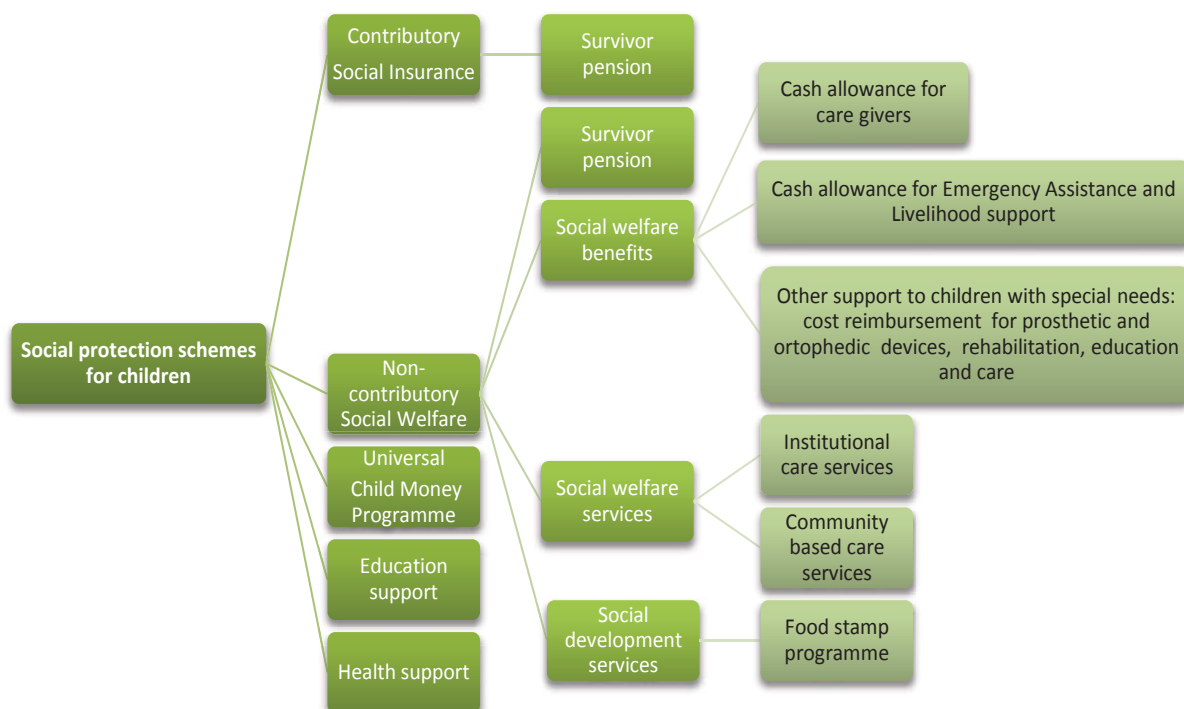 Social protection schemes
for children
Contributory
Social Insurance
Survivor
pension
Non-
contributory
Social Welfare
Survivor
pension
Social welfare
benefits
Cash allowance for
care givers
Cash allowance for Emergency Assistance and
Livelihood support
Other support to children with special needs:
cost reimbursement for prosthetic and
ortophedic devices, rehabilitation, education
and care
Social welfare
services
Institutional
care services
Community
based care
services
Social
development
services
Food stamp
programme
Universal
Child Money
Programme
Education
support
Health support